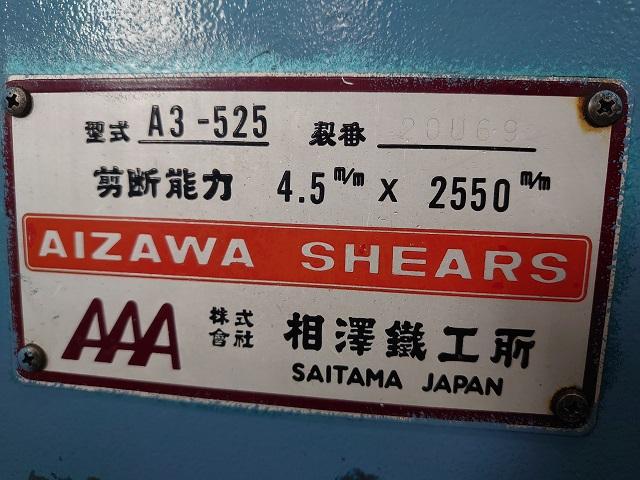 型式 A3-525 製番 20U69
剪断能力 4.5m/m x 2550m/m
AIZAWA SHEARS
AAA 株式會社 相澤鐵工所
SAITAMA JAPAN